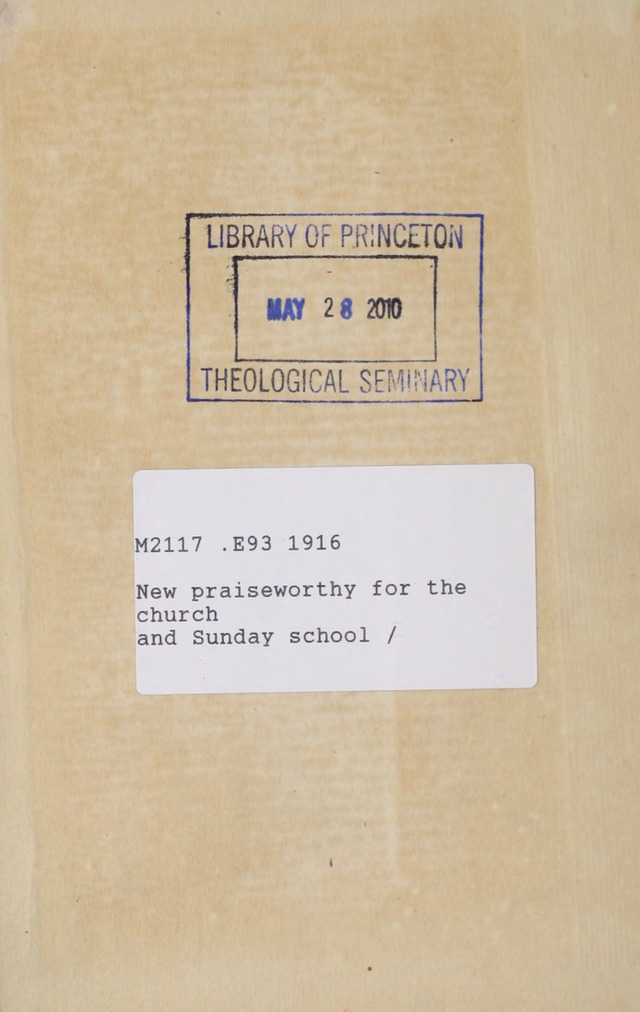 LIBRARY OF PRINCETON
MAY 28 2010
THEOLOGICAL SEMINARY
M2117 .E93 1916
New praiseworthy for the
church
and Sunday school /